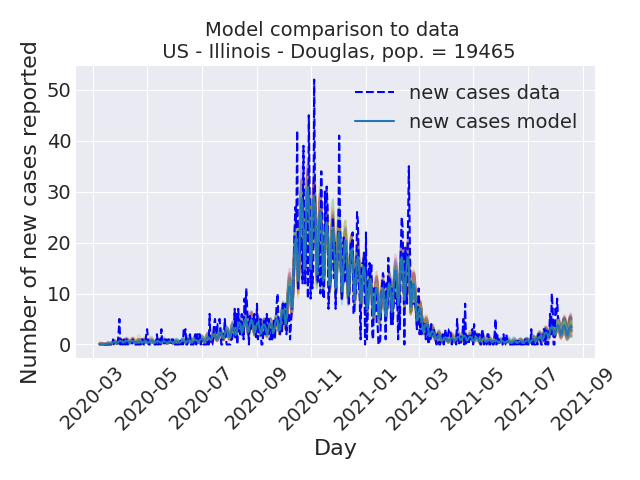 Model comparison to data
US - Illinois - Douglas, pop. = 19465
Number of new cases reported
50
40
30
20
10
0
new cases data
new cases model
2020-03
2020-05
2020-07
2020-09
2020-11
2021-01
2021-03
2021-05
2021-07
2021-09
Day